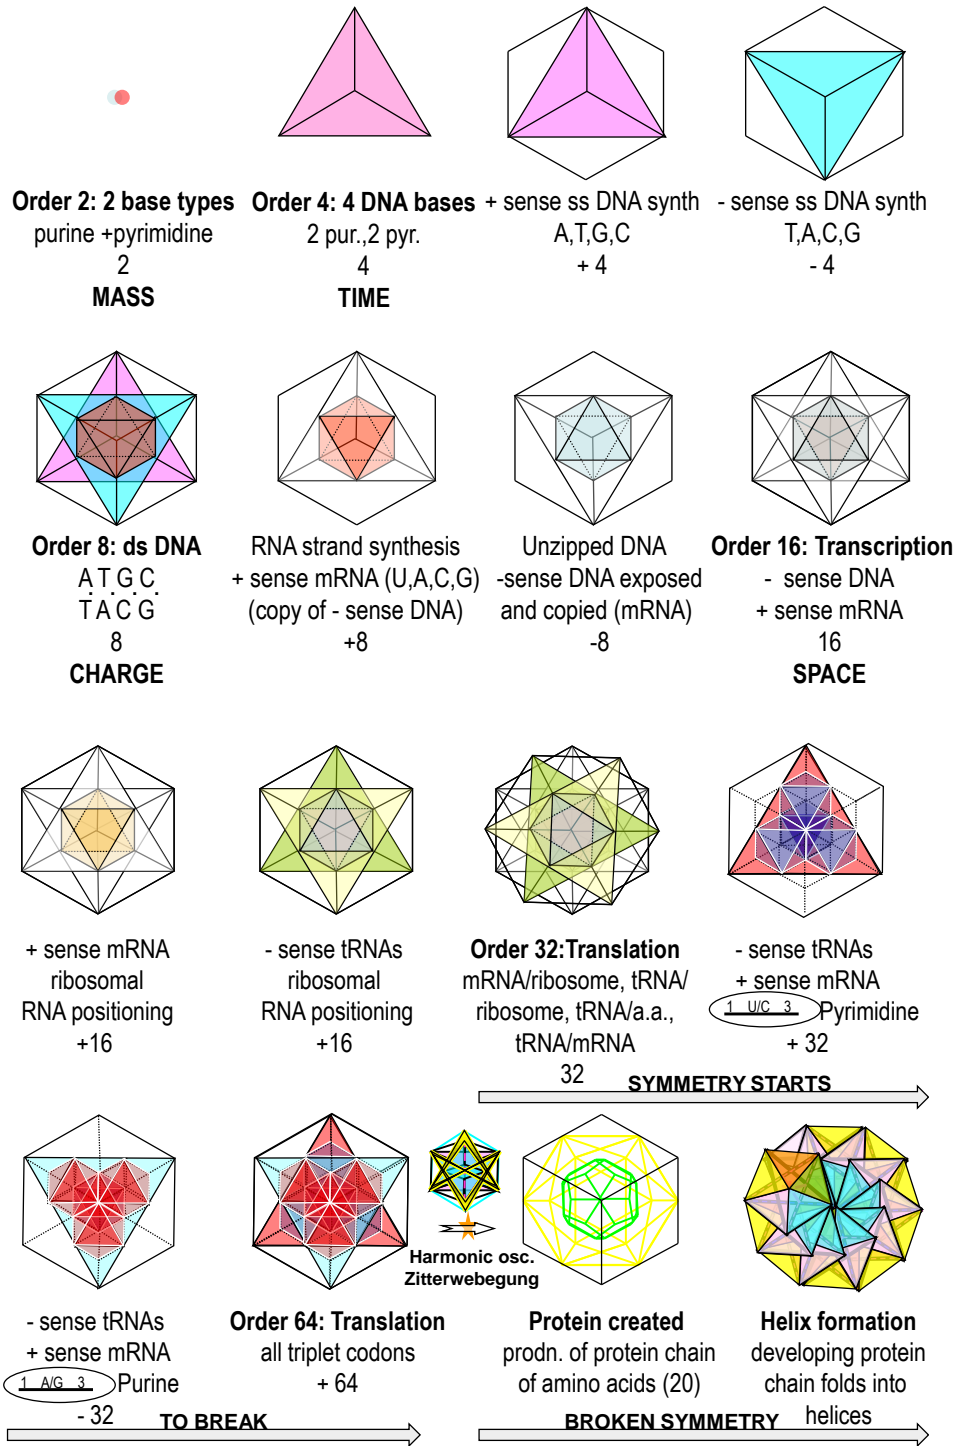 Order 2: 2 base types
purine +pyrimidine
2
MASS
Order 4: 4 DNA bases
2 pur.,2 pyr.
4
TIME
+ sense ss DNA synth
A,T,G,C
+ 4
- sense ss DNA synth
T,A,C,G
- 4
Order 8: ds DNA
A T G C
. . . .
T A C G
8
CHARGE
RNA strand synthesis
+ sense mRNA (U,A,C,G)
(copy of - sense DNA)
+8
Unzipped DNA
-sense DNA exposed
and copied (mRNA)
-8
Order 16: Transcription
- sense DNA
+ sense mRNA
16
SPACE
+ sense mRNA
ribosomal
RNA positioning
+16
- sense tRNAs
ribosomal
RNA positioning
+16
Order 32:Translation
mRNA/ribosome, tRNA/
ribosome, tRNA/a.a.,
tRNA/mRNA
32
- sense tRNAs
+ sense mRNA
1 U/C 3 Pyrimidine
+ 32
SYMMETRY STARTS
- sense tRNAs
+ sense mRNA
1 A/G 3 Purine
- 32
TO BREAK
Order 64: Translation
all triplet codons
+ 64
Harmonic osc.
Zitterwebegung
Protein created
prodn. of protein chain
of amino acids (20)
Helix formation
developing protein
chain folds into
helices
BROKEN SYMMETRY